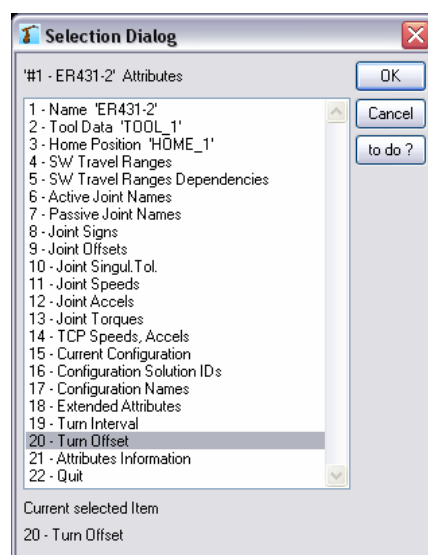 Selection Dialog
'#1 - ER431-2' Attributes
OK
Cancel
to do ?
1 - Name 'ER431-2'
2 - Tool Data 'TOOL_1'
3 - Home Position 'HOME_1'
4 - SW Travel Ranges
5 - SW Travel Ranges Dependencies
6 - Active Joint Names
7 - Passive Joint Names
8 - Joint Signs
9 - Joint Offsets
10 - Joint Singul.Tol.
11 - Joint Speeds
12 - Joint Accels
13 - Joint Torques
14 - TCP Speeds, Accels
15 - Current Configuration
16 - Configuration Solution IDs
17 - Configuration Names
18 - Extended Attributes
19 - Turn Interval
20 - Turn Offset
21 - Attributes Information
22 - Quit
Current selected Item
20 - Turn Offset